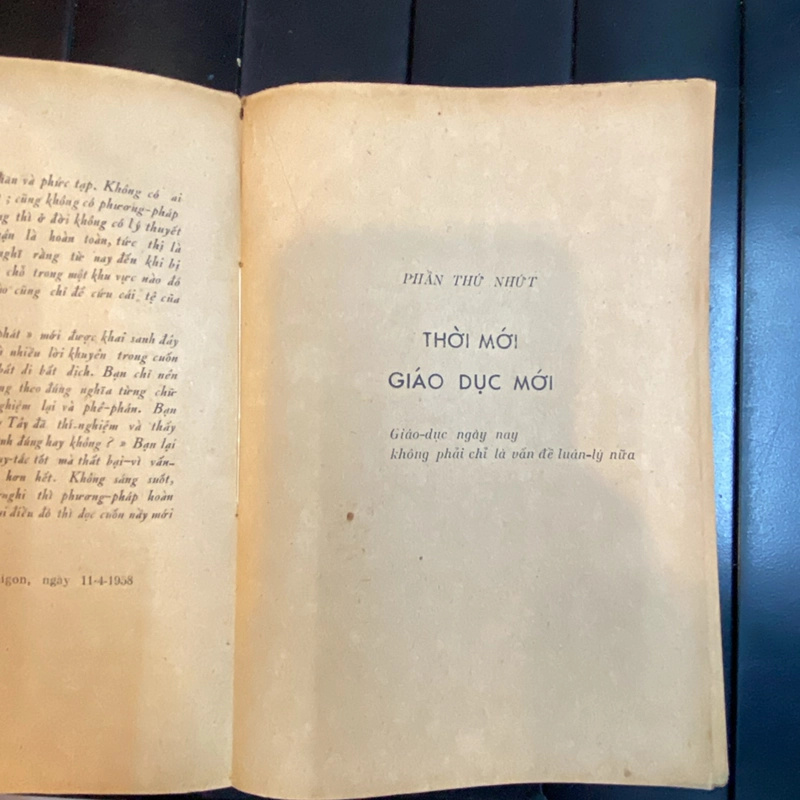 và phức tạp. Không có ai
; cũng không có phương-pháp
thì ở đời không có lý thuyết
là hoàn toàn, tức thị là
nghĩ rằng từ nay đến khi bị
chỗ trong một khu vực nào đó
cũng chỉ để cứu cái tệ của
phát » mới được khai sanh đây
nhiều lời khuyên trong cuốn
bất di bất dịch. Bạn chỉ nên
theo đúng nghĩa từng chữ
nghiệm lại và phê-phán. Bạn
Tây đã thí-nghiệm và thấy
đúng hay không ? » Bạn lại
tốt mà thất bại-vì vấn-
hơn hết. Không sáng suốt,
nghi thì phương-pháp hoàn
điều đó thì đọc cuốn này mới
igon, ngày 11-4-1958
PHẦN THỨ NHỨT
THỜI MỚI
GIÁO DỤC MỚI
Giáo-dục ngày nay
không phải chỉ là vấn đề luân-lý nữa